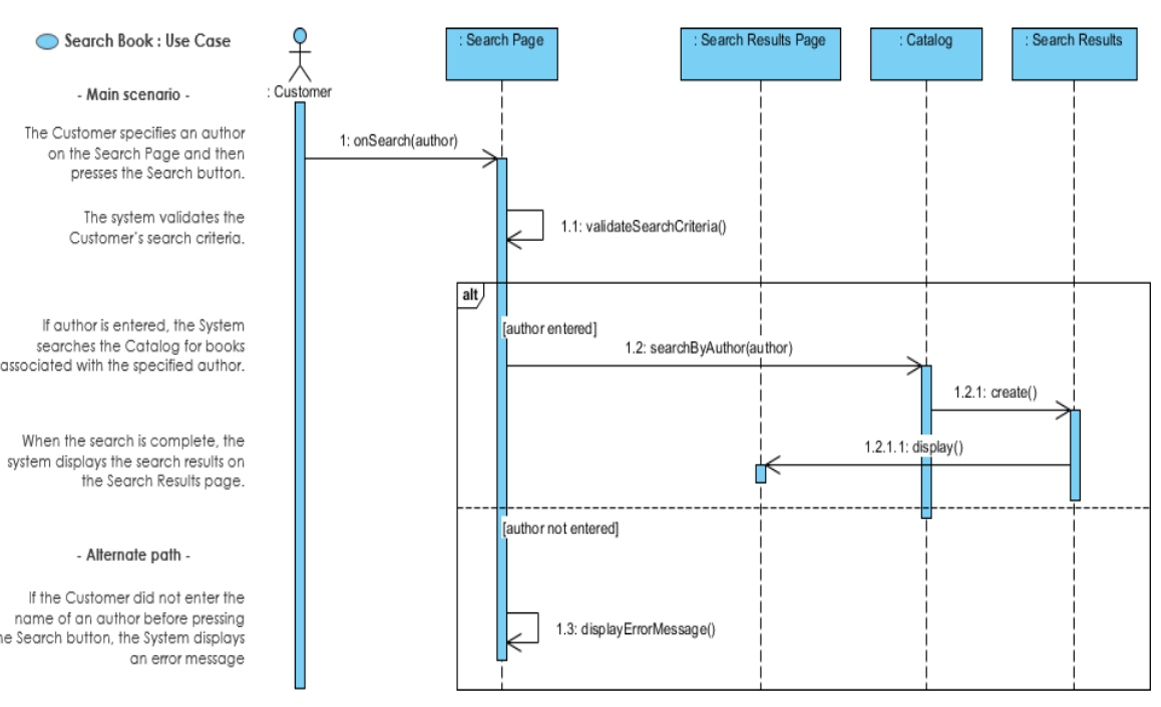 Search Book : Use Case
: Customer
: Search Page
: Search Results Page
: Catalog
: Search Results
- Main scenario -
The Customer specifies an author
on the Search Page and then
presses the Search button.
1: onSearch(author)
The system validates the
Customer's search criteria.
1.1: validateSearchCriteria()
alt
[author entered]
If author is entered, the System
searches the Catalog for books
associated with the specified author.
1.2: searchByAuthor(author)
1.2.1: create()
When the search is complete, the
system displays the search results on
the Search Results page.
1.2.1.1: display()
[author not entered]
- Alternate path -
If the Customer did not enter the
name of an author before pressing
he Search button, the System displays
an error message
1.3: displayErrorMessage()